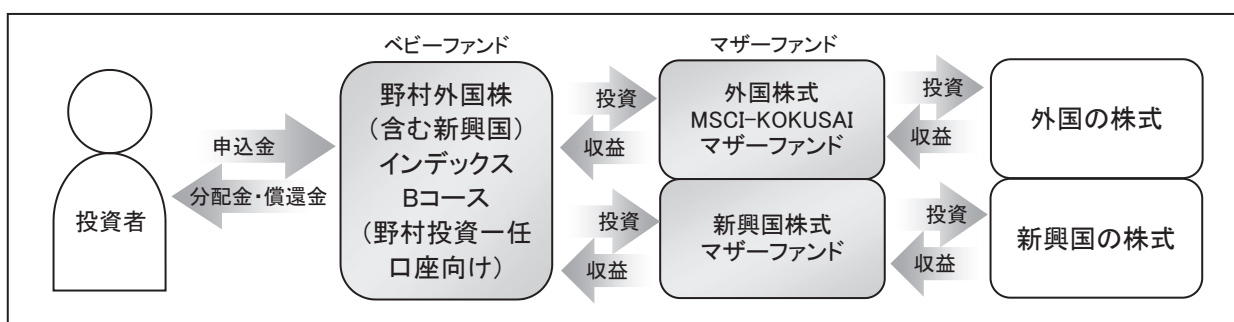 ベビーファンド
マザーファンド
投資者
申込金
分配金・償還金
野村外国株
（含む新興国）
インデックス
Bコース
（野村投資一任
口座向け）
投資
収益
投資
収益
外国株式
MSCI-KOKUSAI
マザーファンド
新興国株式
マザーファンド
投資
収益
投資
収益
外国の株式
新興国の株式